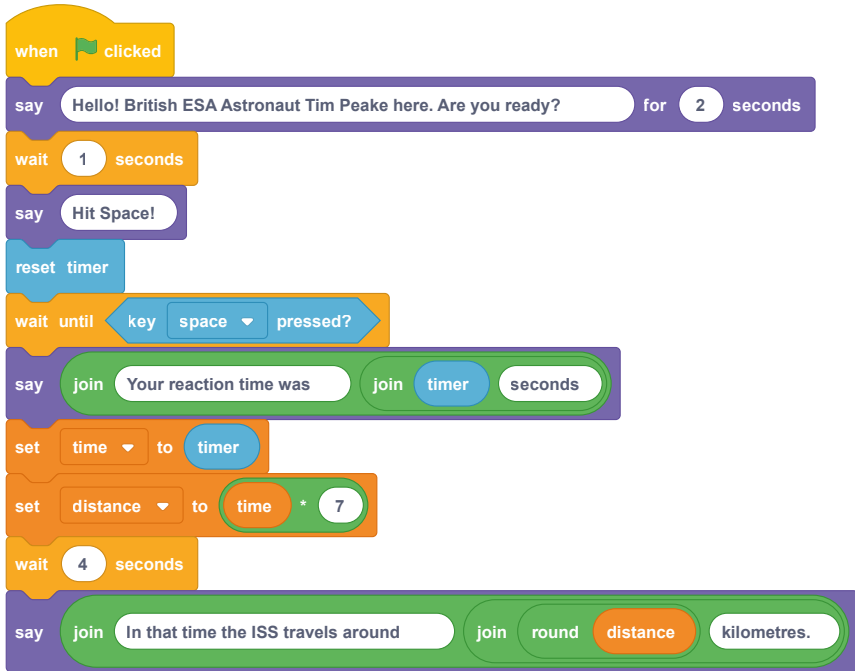 when clicked
say Hello! British ESA Astronaut Tim Peake here. Are you ready? for 2 seconds
wait 1 seconds
say Hit Space!
reset timer
wait until key space pressed?
say join Your reaction time was join timer seconds
set time to timer
set distance to time * 7
wait 4 seconds
say join In that time the ISS travels around join round distance kilometres.